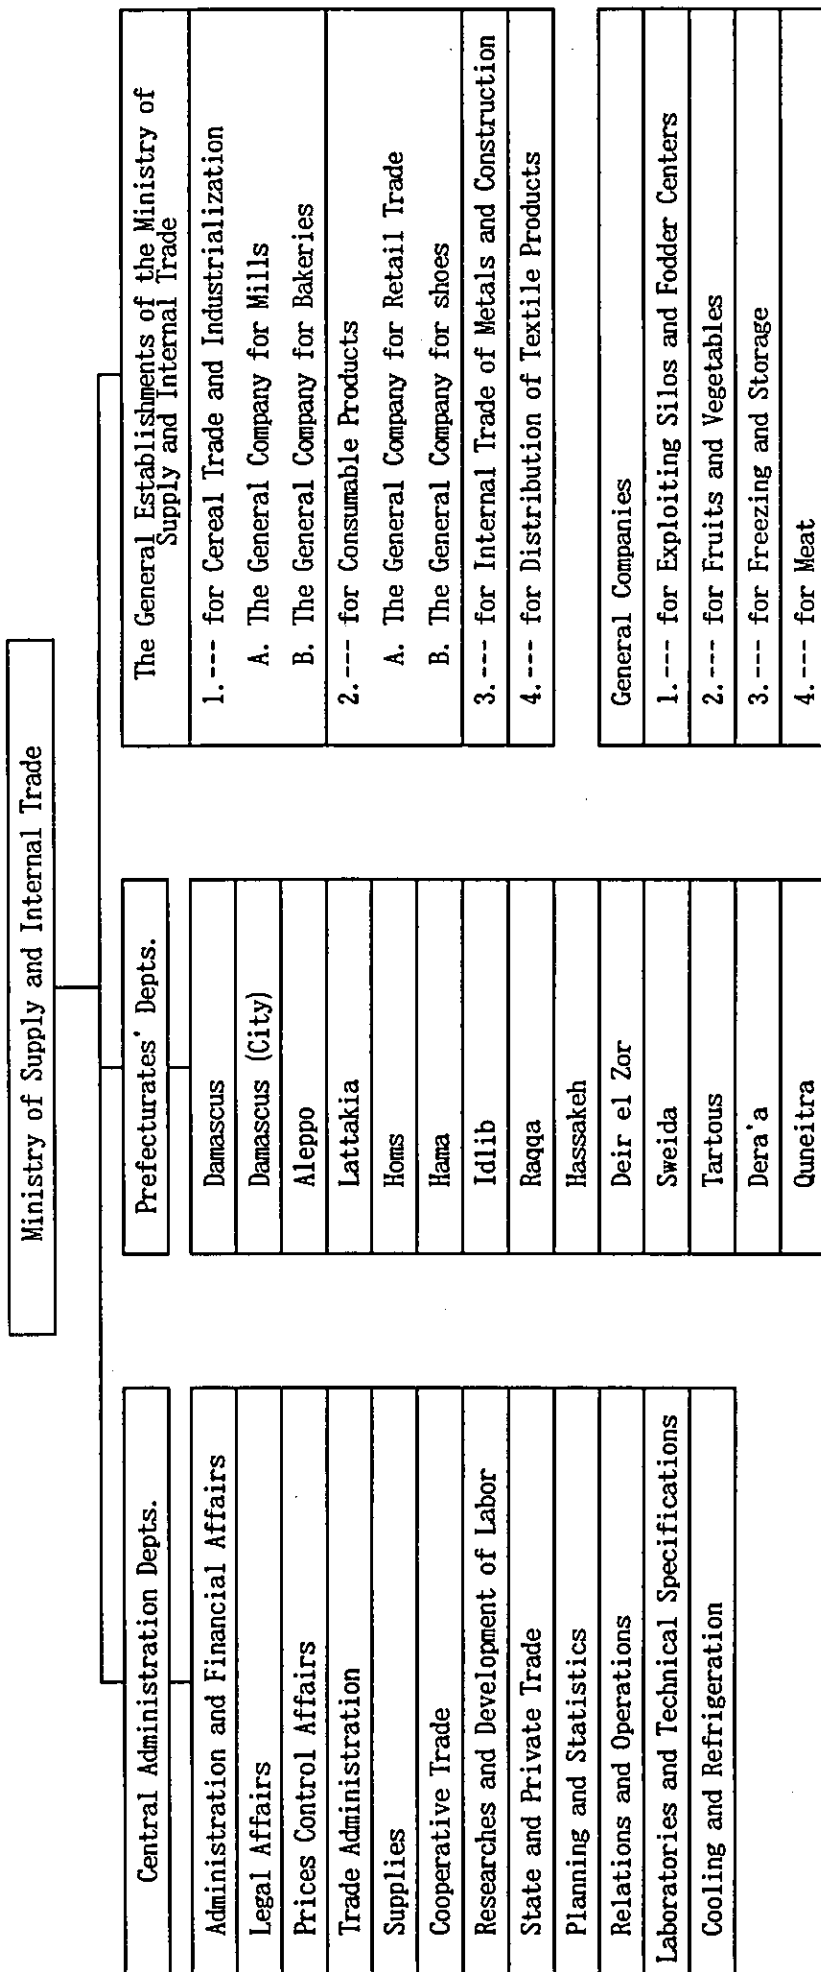 Ministry of Supply and Internal Trade
Central Administration Depts.
Administration and Financial Affairs
Legal Affairs
Prices Control Affairs
Trade Administration
Supplies
Cooperative Trade
Researches and Development of Labor
State and Private Trade
Planning and Statistics
Relations and Operations
Laboratories and Technical Specifications
Cooling and Refrigeration
Prefecturates' Depts.
Damascus
Damascus (City)
Aleppo
Lattakia
Homs
Hama
Idlib
Raqqa
Hassakeh
Deir el Zor
Sweida
Tartous
Dera'a
Quneitra
The General Establishments of the Ministry of
Supply and Internal Trade
1.--- for Cereal Trade and Industrialization
A. The General Company for Mills
B. The General Company for Bakeries
2.--- for Consumable Products
A. The General Company for Retail Trade
B. The General Company for shoes
3.--- for Internal Trade of Metals and Construction
4.--- for Distribution of Textile Products
General Companies
1.--- for Exploiting Silos and Fodder Centers
2.--- for Fruits and Vegetables
3.--- for Freezing and Storage
4.--- for Meat